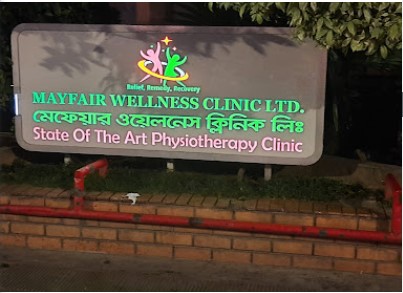 Relief, Remedy, Recovery
MAYFAIR WELLNESS CLINIC LTD.
মেফেয়ার ওয়েলনেস ক্লিনিক লিঃ
State Of The Art Physiotherapy Clinic